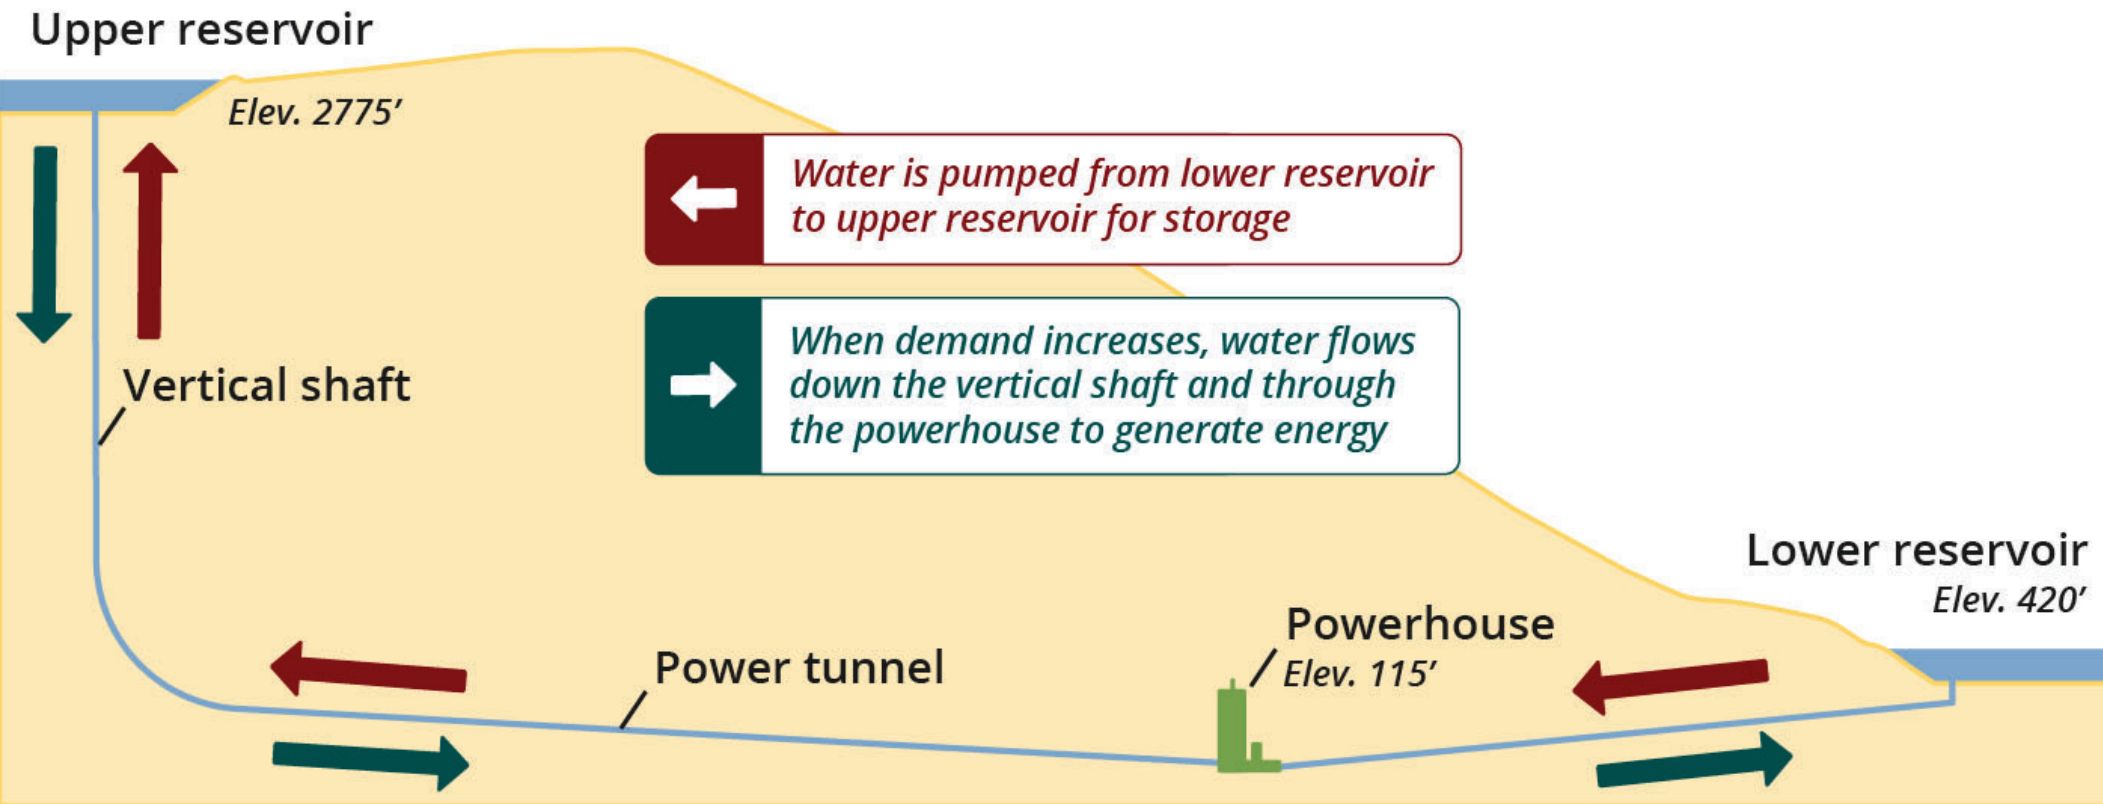 Upper reservoir
Elev. 2775’
Water is pumped from lower reservoir
to upper reservoir for storage
When demand increases, water flows
down the vertical shaft and through
the powerhouse to generate energy
Vertical shaft
Lower reservoir
Elev. 420’
Powerhouse
Elev. 115’
Power tunnel